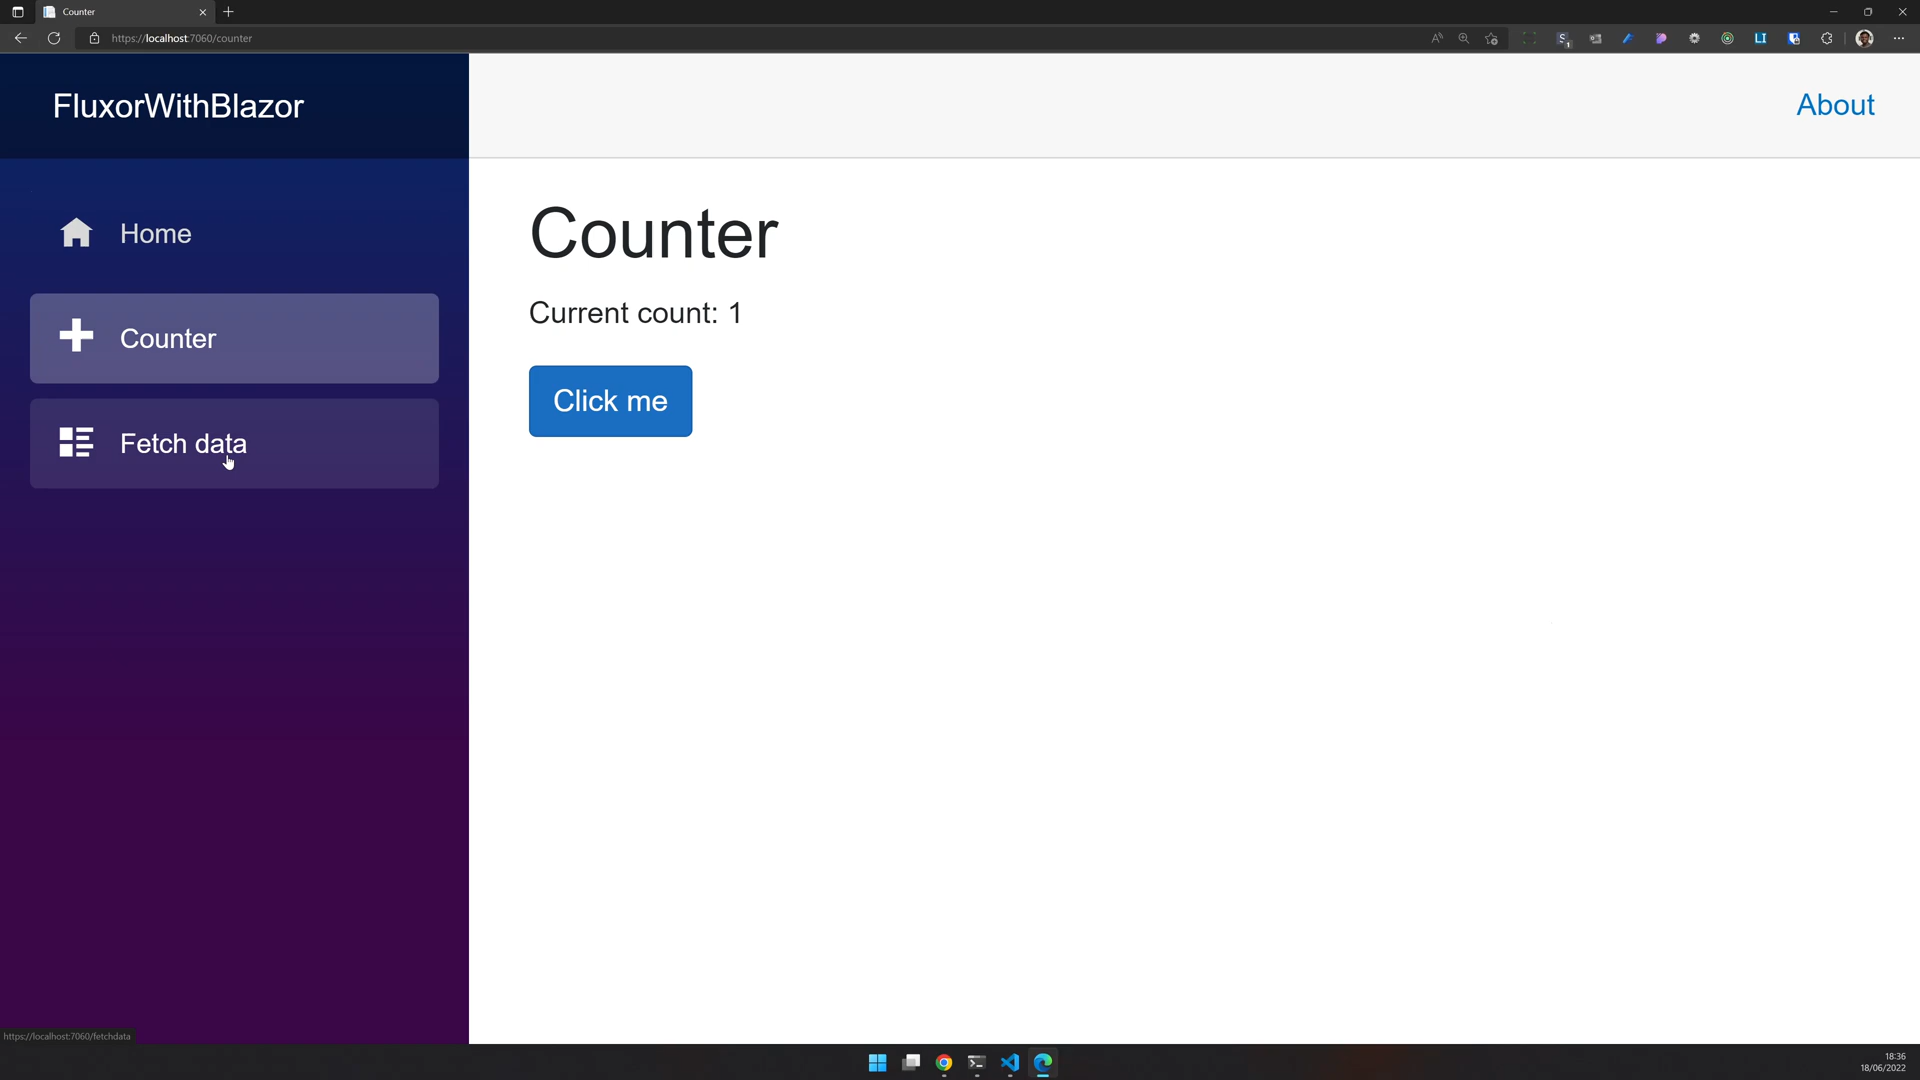 Counter
https://localhost:7060/counter
FluxorWithBlazor
About
Home
Counter
Fetch data
Counter
Current count: 1
Click me
https://localhost:7060/fetchdata
18:36
18/06/2022